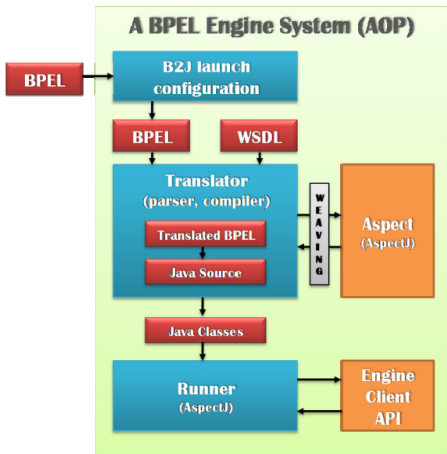 A BPEL Engine System (AOP)
BPEL
B2J launch
configuration
BPEL
WSDL
Translator
(parser, compiler)
Translated BPEL
Java Source
WEAVING
Aspect
(AspectJ)
Java Classes
Runner
(AspectJ)
Engine
Client
API